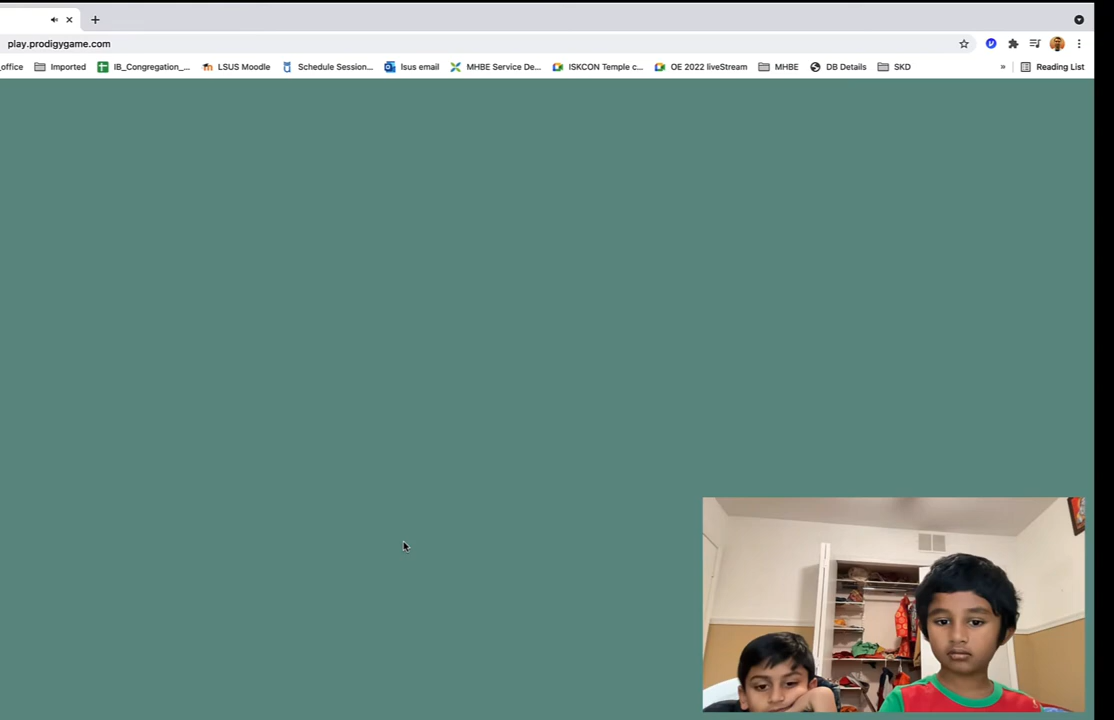 play.prodigygame.com
office Imported IB_Congregation_... LSUS Moodle Schedule Session... lsus email MHBE Service De... ISKCON Temple c... OE 2022 liveStream MHBE DB Details SKD » Reading List